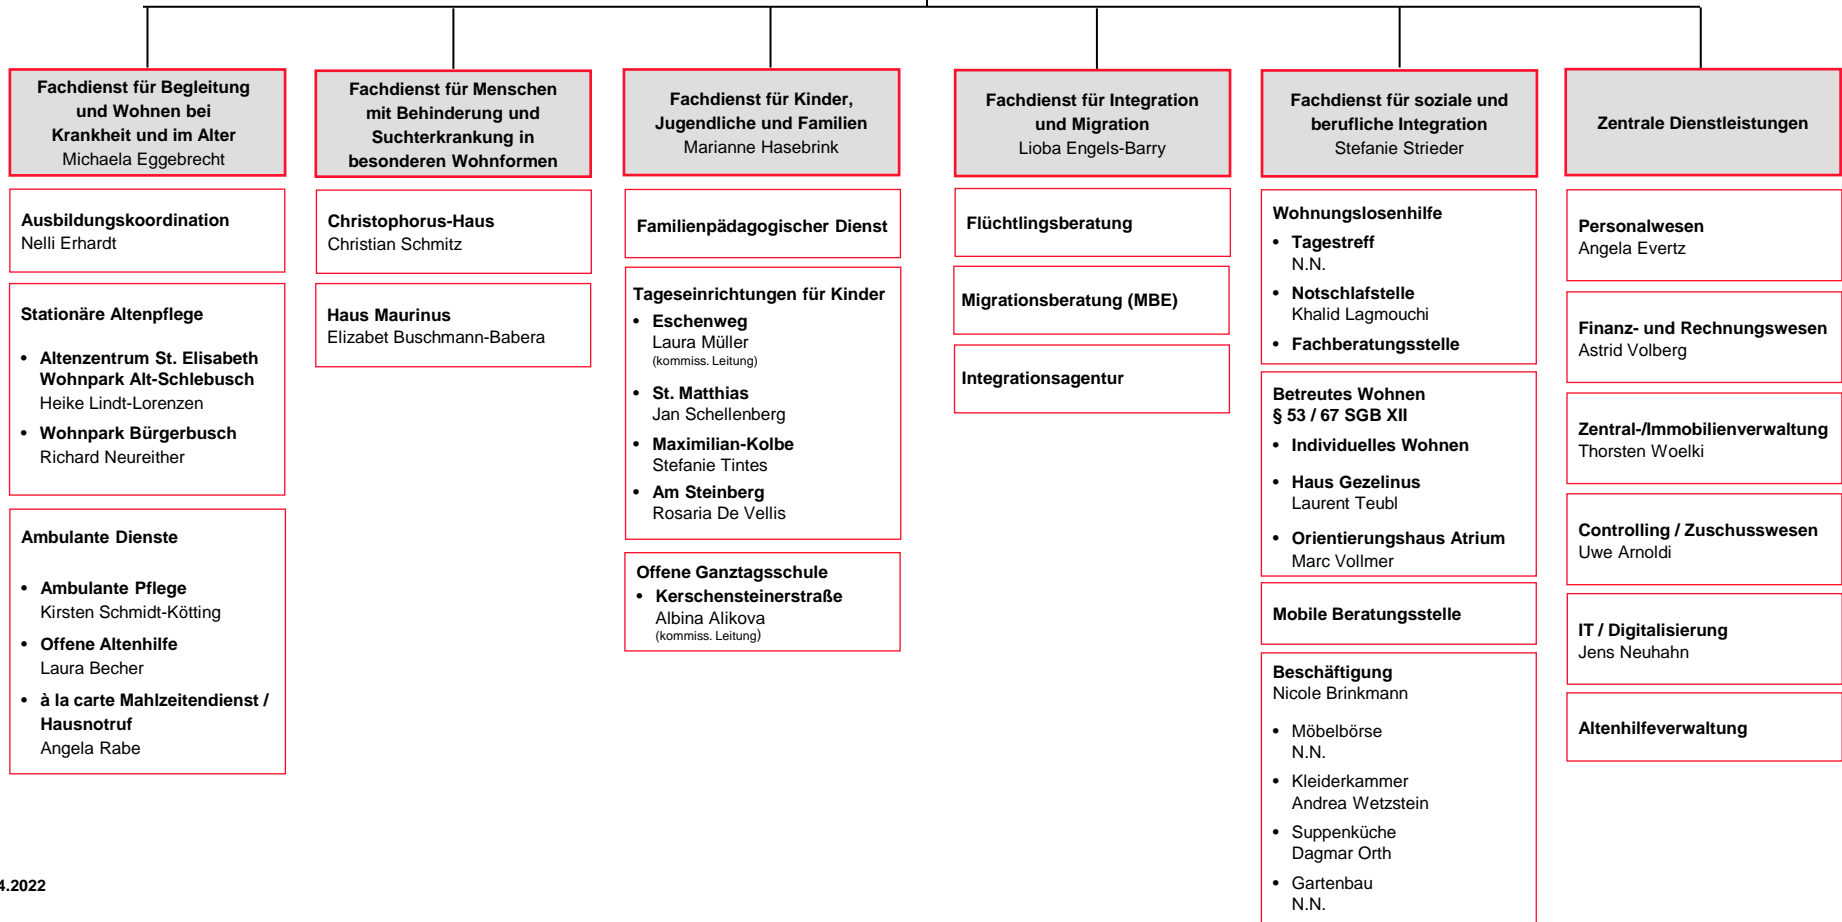 Fachdienst für Begleitung
und Wohnen bei
Krankheit und im Alter
Michaela Eggebrecht
Ausbildungskoordination
Nelli Erhardt
Stationäre Altenpflege
• Altenzentrum St. Elisabeth
Wohnpark Alt-Schlebusch
Heike Lindt-Lorenzen
• Wohnpark Bürgerbusch
Richard Neureither
Ambulante Dienste
• Ambulante Pflege
Kirsten Schmidt-Kötting
• Offene Altenhilfe
Laura Becher
• à la carte Mahlzeitendienst /
Hausnotruf
Angela Rabe
Fachdienst für Menschen
mit Behinderung und
Suchterkrankung in
besonderen Wohnformen
Christophorus-Haus
Christian Schmitz
Haus Maurinus
Elizabet Buschmann-Babera
Fachdienst für Kinder,
Jugendliche und Familien
Marianne Hasebrink
Familienpädagogischer Dienst
Tageseinrichtungen für Kinder
• Eschenweg
Laura Müller
(kommiss. Leitung)
• St. Matthias
Jan Schellenberg
• Maximilian-Kolbe
Stefanie Tintes
• Am Steinberg
Rosaria De Vellis
Offene Ganztagsschule
• Kerschensteinerstraße
Albina Alikova
(kommiss. Leitung)
Fachdienst für Integration
und Migration
Lioba Engels-Barry
Flüchtlingsberatung
Migrationsberatung (MBE)
Integrationsagentur
Fachdienst für soziale und
berufliche Integration
Stefanie Strieder
Wohnungslosenhilfe
• Tagestreff
N.N.
• Notschlafstelle
Khalid Lagmouchi
• Fachberatungsstelle
Betreutes Wohnen
§ 53 / 67 SGB XII
• Individuelles Wohnen
• Haus Gezelinus
Laurent Teubl
• Orientierungshaus Atrium
Marc Vollmer
Mobile Beratungsstelle
Beschäftigung
Nicole Brinkmann
• Möbelbörse
N.N.
• Kleiderkammer
Andrea Wetzstein
• Suppenküche
Dagmar Orth
• Gartenbau
N.N.
Zentrale Dienstleistungen
Personalwesen
Angela Evertz
Finanz- und Rechnungswesen
Astrid Volberg
Zentral-/Immobilienverwaltung
Thorsten Woelki
Controlling / Zuschusswesen
Uwe Arnoldi
IT / Digitalisierung
Jens Neuhahn
Altenhilfeverwaltung
4.2022